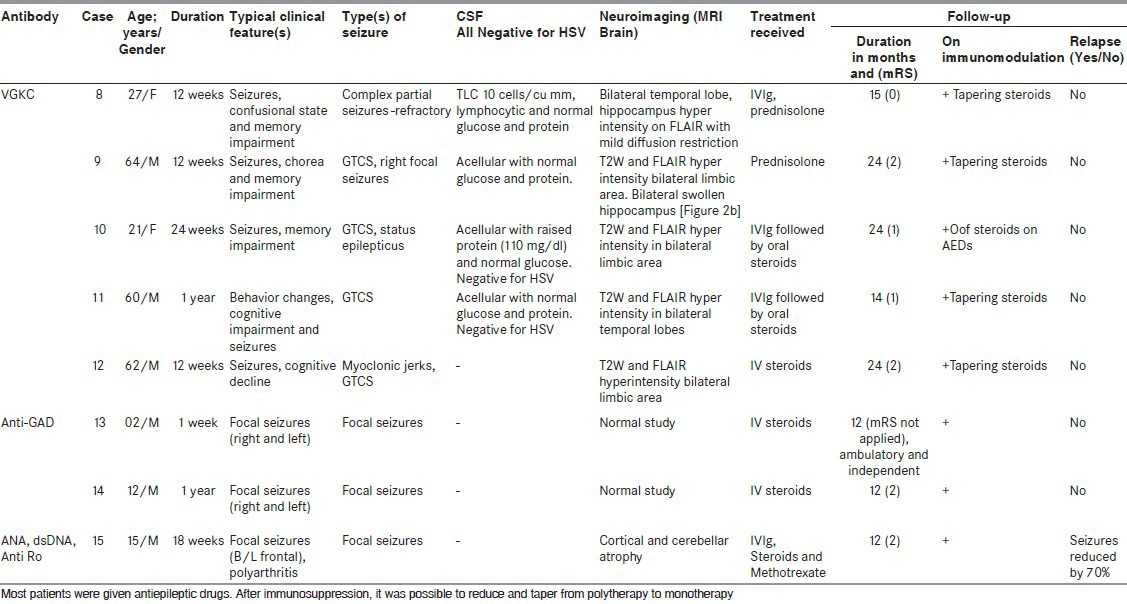 Antibody Case Age; years/ Gender Duration Typical clinical feature(s) Type(s) of seizure CSF All Negative for HSV Neuroimaging (MRI Brain) Treatment received Follow-up
Duration in months and (mRS) On immunomodulation Relapse (Yes/No)
VGKC 8 27/F 12 weeks Seizures, confusional state and memory impairment Complex partial seizures-refractory TLC 10 cells/cu mm, lymphocytic and normal glucose and protein Bilateral temporal lobe, hippocampus hyper intensity on FLAIR with mild diffusion restriction IVIg, prednisolone 15 (0) + Tapering steroids No
9 64/M 12 weeks Seizures, chorea and memory impairment GTCS, right focal seizures Acellular with normal glucose and protein. T2W and FLAIR hyper intensity bilateral limbic area. Bilateral swollen hippocampus [Figure 2b] Prednisolone 24 (2) +Tapering steroids No
10 21/F 24 weeks Seizures, memory impairment GTCS, status epilepticus Acellular with raised protein (110 mg/dl) and normal glucose. Negative for HSV T2W and FLAIR hyper intensity in bilateral limbic area IVIg followed by oral steroids 24 (1) +Oof steroids on AEDs No
11 60/M 1 year Behavior changes, cognitive impairment and seizures GTCS Acellular with normal glucose and protein. Negative for HSV T2W and FLAIR hyper intensity in bilateral temporal lobes IVIg followed by oral steroids 14 (1) +Tapering steroids No
12 62/M 12 weeks Seizures, cognitive decline Myoclonic jerks, GTCS - T2W and FLAIR hyperintensity bilateral limbic area IV steroids 24 (2) +Tapering steroids No
Anti-GAD 13 02/M 1 week Focal seizures (right and left) Focal seizures - Normal study IV steroids 12 (mRS not applied), ambulatory and independent + No
14 12/M 1 year Focal seizures (right and left) Focal seizures - Normal study IV steroids 12 (2) + No
ANA, dsDNA, Anti Ro 15 15/M 18 weeks Focal seizures (B/L frontal), polyarthritis Focal seizures - Cortical and cerebellar atrophy IVIg, Steroids and Methotrexate 12 (2) + Seizures reduced by 70%
Most patients were given antiepileptic drugs. After immunosuppression, it was possible to reduce and taper from polytherapy to monotherapy